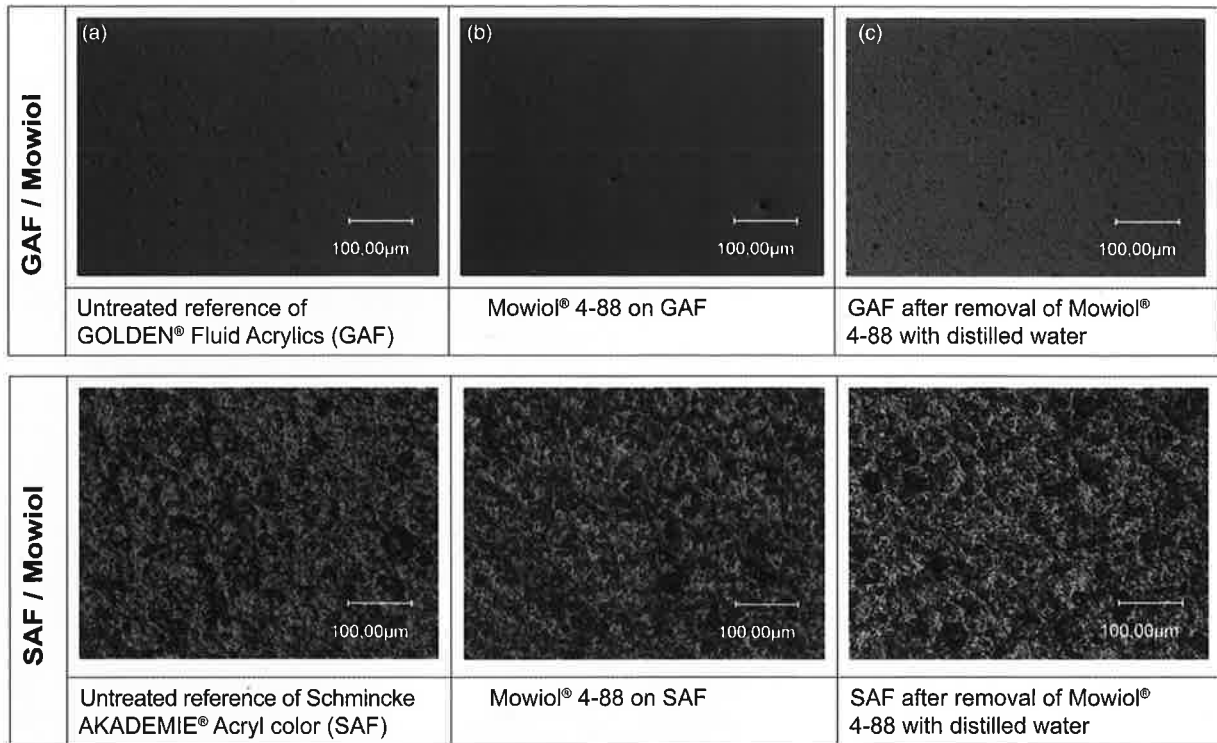 GAF / Mowiol
(a)
100,00µm
(b)
100,00µm
(c)
100,00µm
Untreated reference of
GOLDEN® Fluid Acrylics (GAF)
Mowiol® 4-88 on GAF
GAF after removal of Mowiol®
4-88 with distilled water
SAF / Mowiol
100,00µm
100,00µm
100,00µm
Untreated reference of Schmincke
AKADEMIE® Acryl color (SAF)
Mowiol® 4-88 on SAF
SAF after removal of Mowiol®
4-88 with distilled water